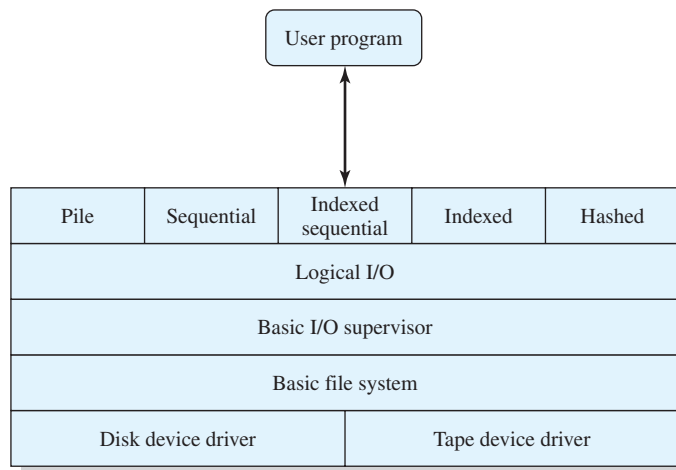 User program
Pile
Sequential
Indexed
sequential
Indexed
Hashed
Logical I/O
Basic I/O supervisor
Basic file system
Disk device driver
Tape device driver